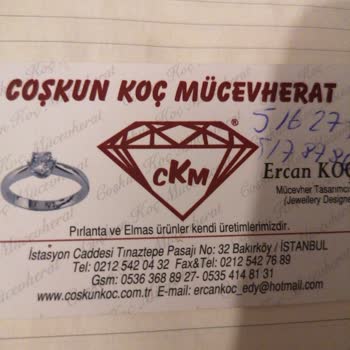 COŞKUN KOÇ MÜCEVHERAT
CKM
Ercan KOÇ
Mücevher Tasarımcı
(Jewellery Designe
Pırlanta ve Elmas ürünler kendi üretimlerimizdir.
İstasyon Caddesi Tınaztepe Pasajı No: 32 Bakırköy / İSTANBUL
Tel: 0212 542 04 32 Fax&Tel: 0212 542 76 89
Gsm: 0536 368 89 27- 0535 414 81 31
www.coskunkoc.com.tr E-mail: ercankoc_edy@hotmail.com